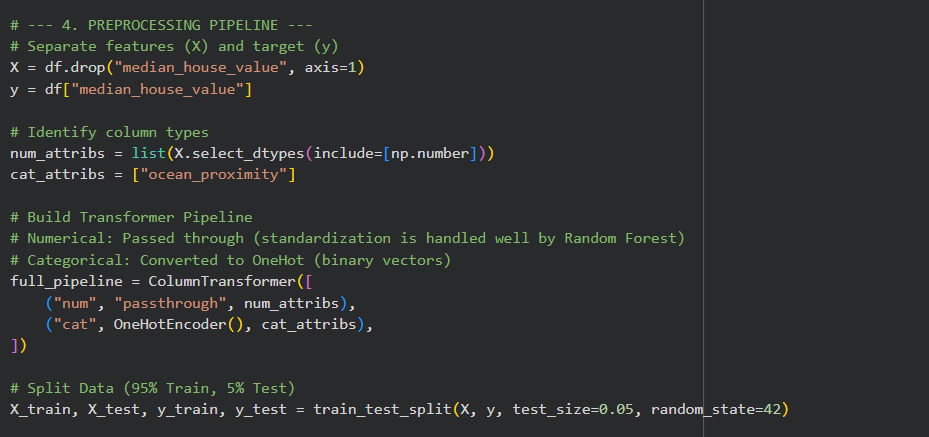 # --- 4. PREPROCESSING PIPELINE ---
# Separate features (X) and target (y)
X = df.drop("median_house_value", axis=1)
y = df["median_house_value"]

# Identify column types
num_attribs = list(X.select_dtypes(include=[np.number]))
cat_attribs = ["ocean_proximity"]

# Build Transformer Pipeline
# Numerical: Passed through (standardization is handled well by Random Forest)
# Categorical: Converted to OneHot (binary vectors)
full_pipeline = ColumnTransformer([
    ("num", "passthrough", num_attribs),
    ("cat", OneHotEncoder(), cat_attribs),
])

# Split Data (95% Train, 5% Test)
X_train, X_test, y_train, y_test = train_test_split(X, y, test_size=0.05, random_state=42)